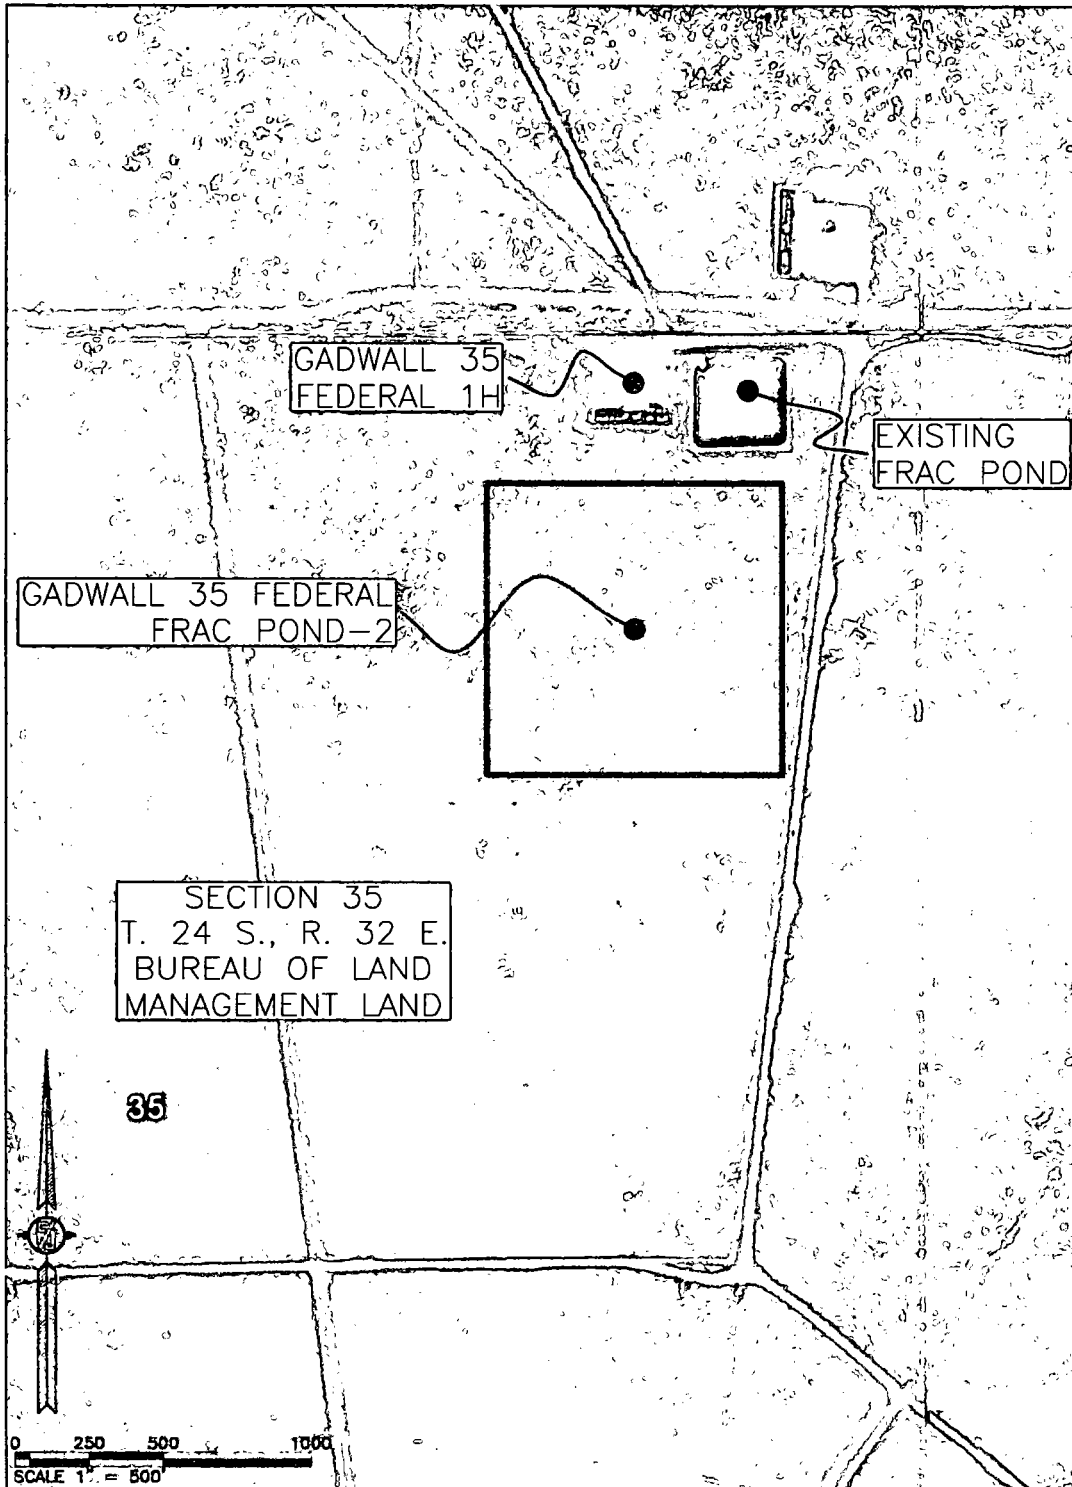 GADWALL 35
FEDERAL 1H
EXISTING
FRAC POND
GADWALL 35 FEDERAL
FRAC POND-2
SECTION 35
T. 24 S., R. 32 E.
BUREAU OF LAND
MANAGEMENT LAND
35
0 250 500 1000
SCALE 1" = 500'